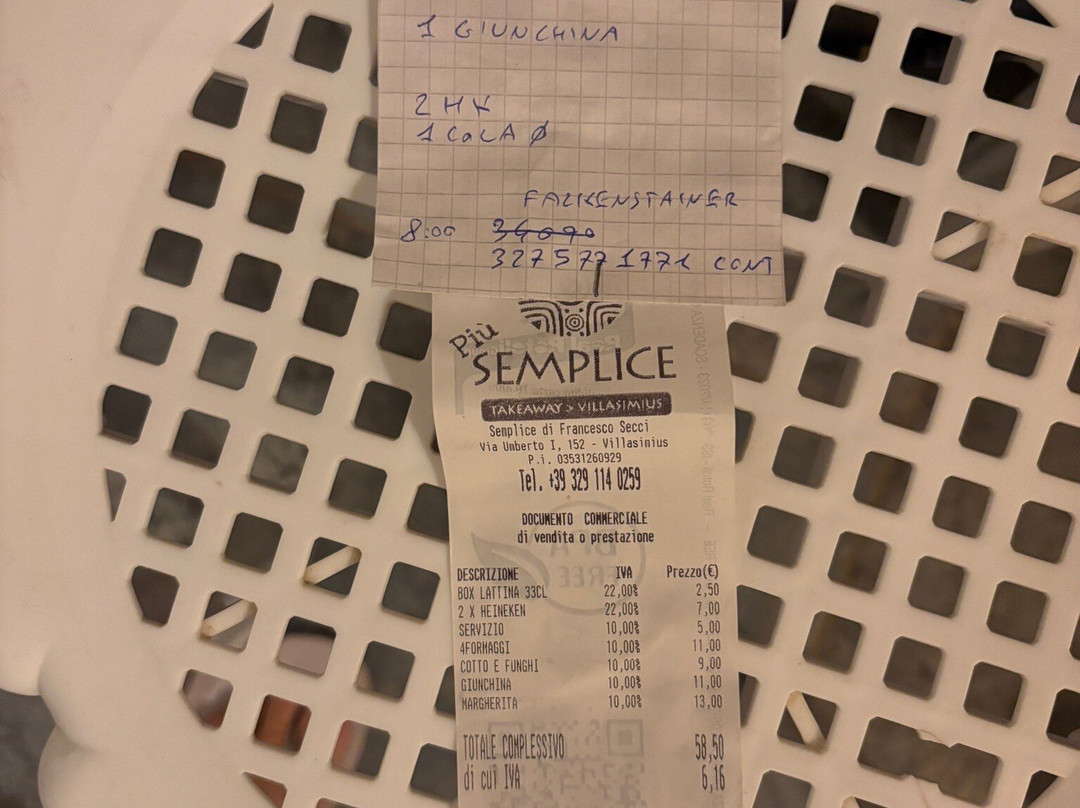 1 GIUNCHINA
2 HK
1 COLA Ø
FALKENSTAINER
8:00
327 5771771 CONT
Più
SEMPLICE
TAKEAWAY > VILLASIMIUS
Semplice di Francesco Secci
Via Umberto I, 152 - Villasimius
P.i. 03531260929
Tel. +39 329 114 0259
DOCUMENTO COMMERCIALE
di vendita o prestazione
DESCRIZIONE IVA Prezzo(€)
BOX LATTINA 33CL 22,00% 2,50
2 X HEINEKEN 22,00% 7,00
SERVIZIO 10,00% 5,00
4FORMAGGI 10,00% 11,00
COTTO E FUNGHI 10,00% 9,00
GIUNCHINA 10,00% 11,00
MARGHERITA 10,00% 13,00
TOTALE COMPLESSIVO 58,50
di cui IVA 6,16